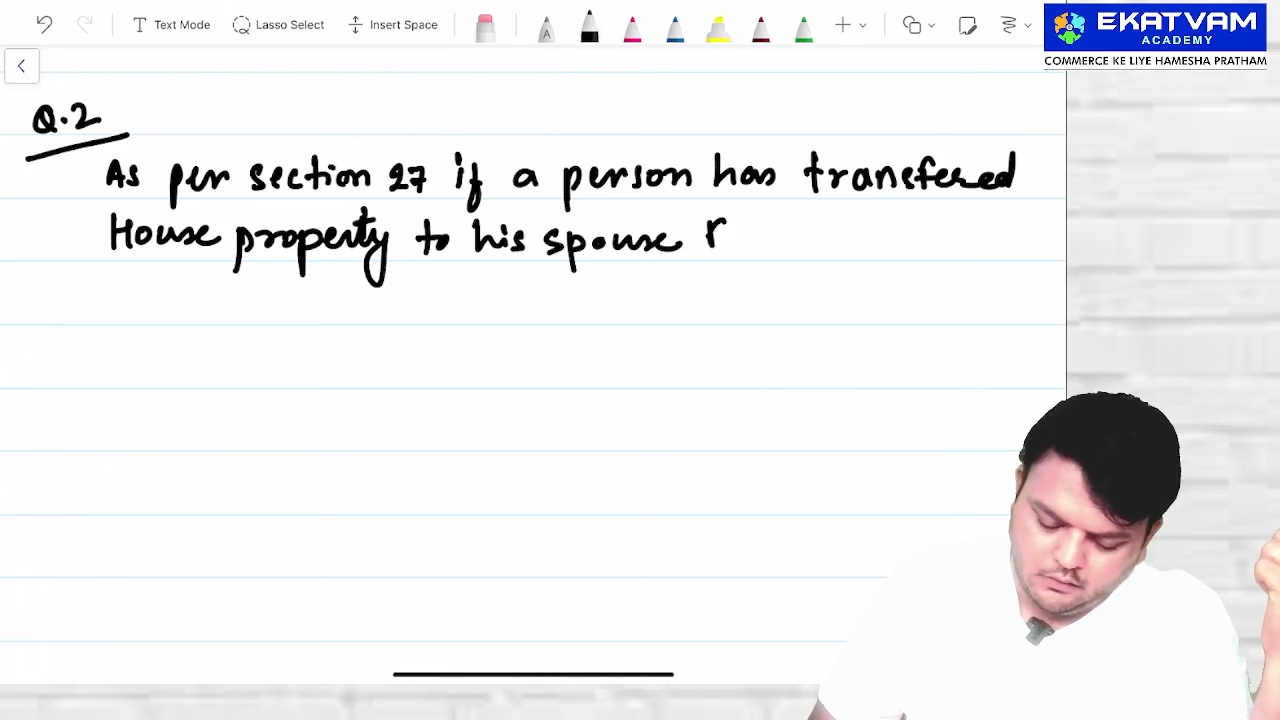 Text Mode Lasso Select Insert Space
EKATVAM
ACADEMY
COMMERCE KE LIYE HAMESHA PRATHAM
Q.2
As per section 27 if a person has transfered
House property to his spouse r